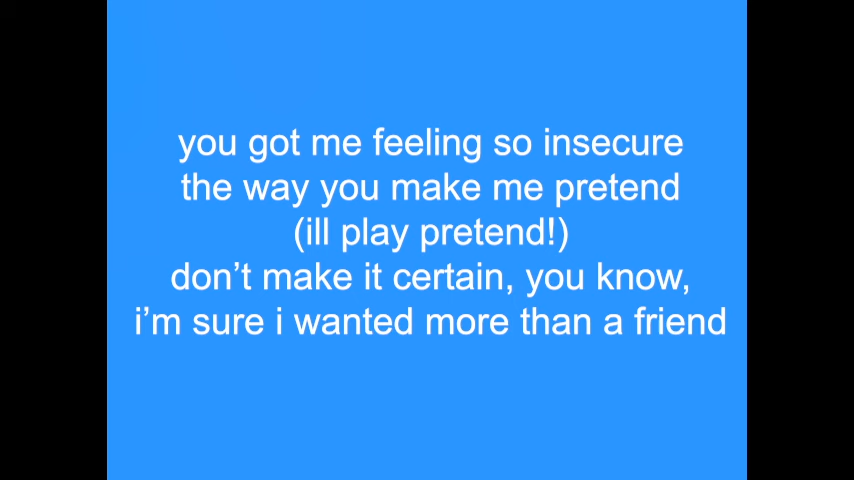 you got me feeling so insecure
the way you make me pretend
(ill play pretend!)
don’t make it certain, you know,
i’m sure i wanted more than a friend